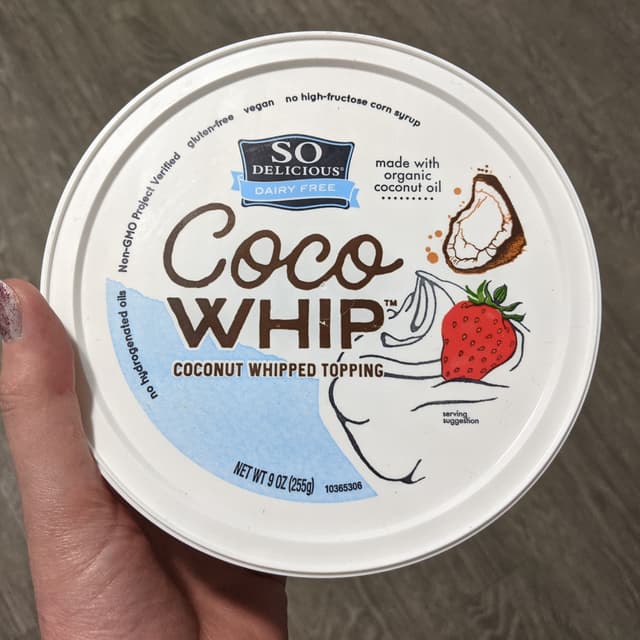 no hydrogenated oils Non-GMO Project Verified gluten-free vegan no high-fructose corn syrup
SO
DELICIOUS®
DAIRY FREE
made with
organic
coconut oil
Coco
WHIP™
COCONUT WHIPPED TOPPING
serving
suggestion
NET WT 9 OZ (255g)
10365306